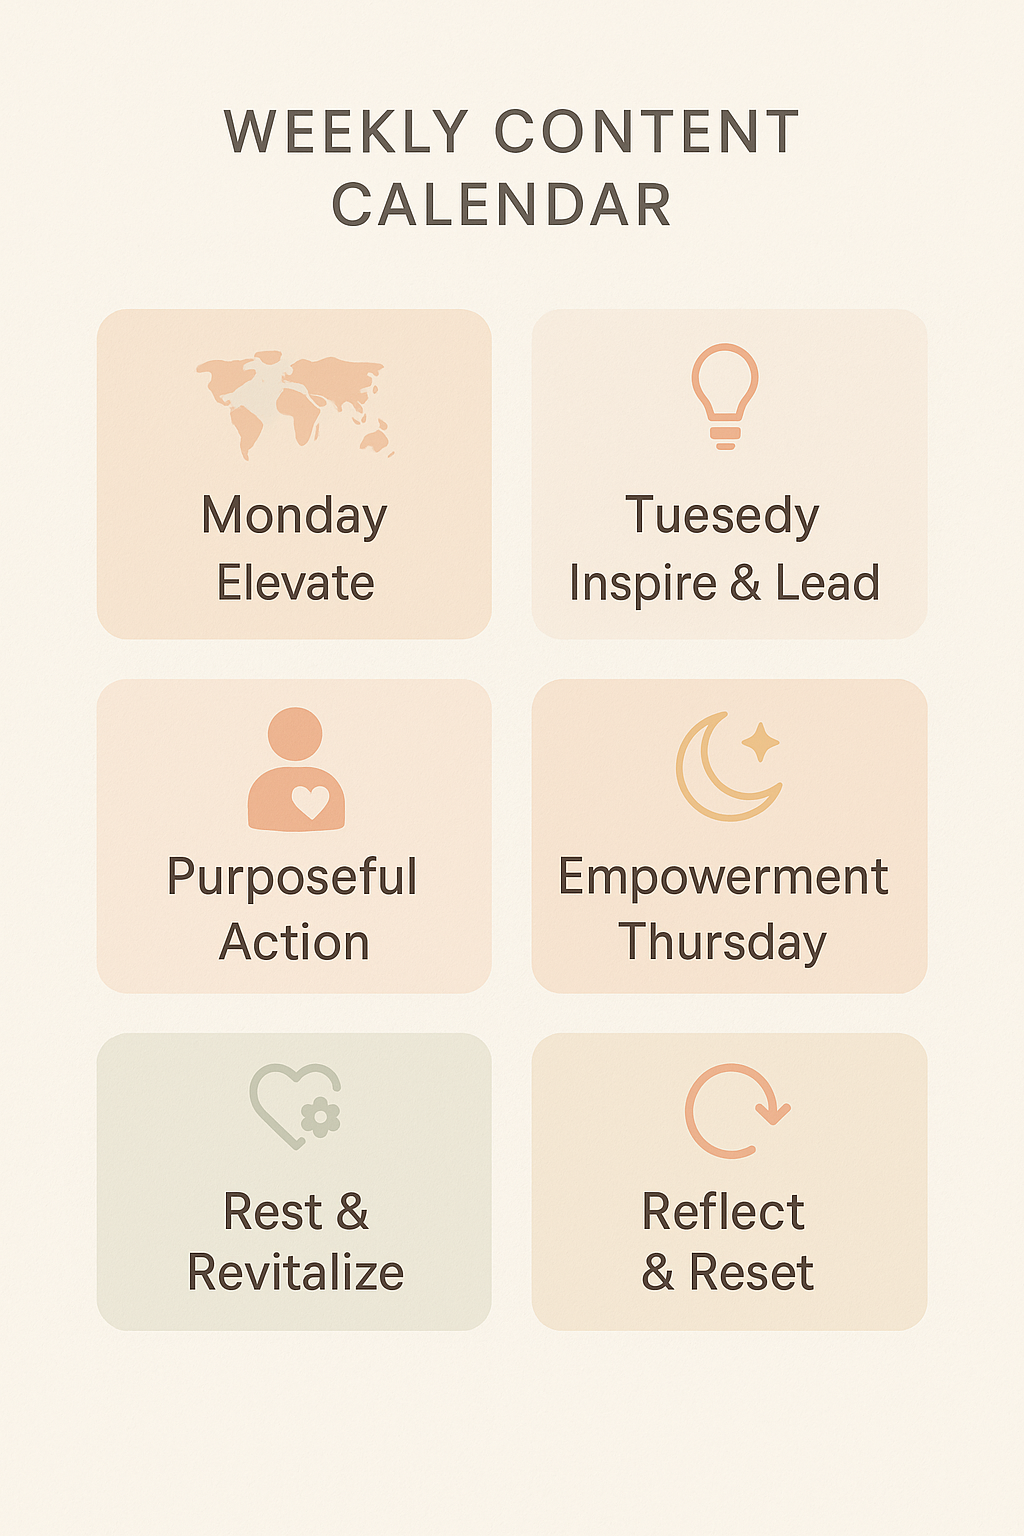 WEEKLY CONTENT
CALENDAR
Monday
Elevate
Tuesedy
Inspire & Lead
Purposeful
Action
Empowerment
Thursday
Rest &
Revitalize
Reflect
& Reset